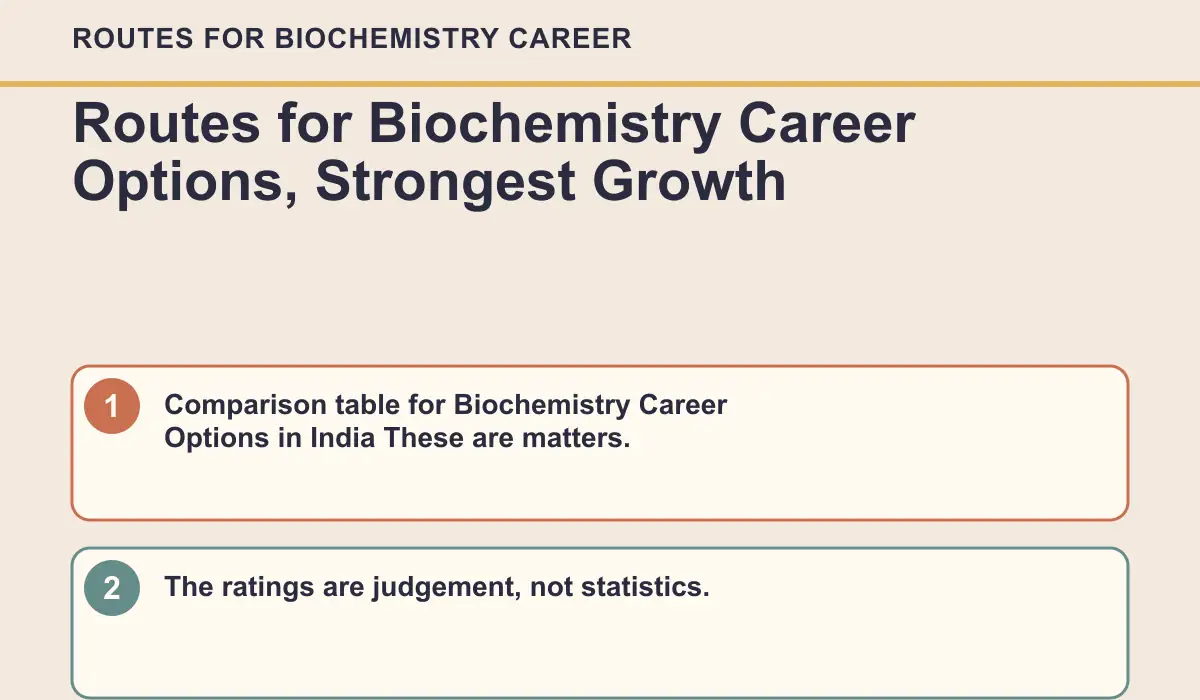 ROUTES FOR BIOCHEMISTRY CAREER
Routes for Biochemistry Career
Options, Strongest Growth
1
Comparison table for Biochemistry Career
Options in India These are matters.
2
The ratings are judgement, not statistics.